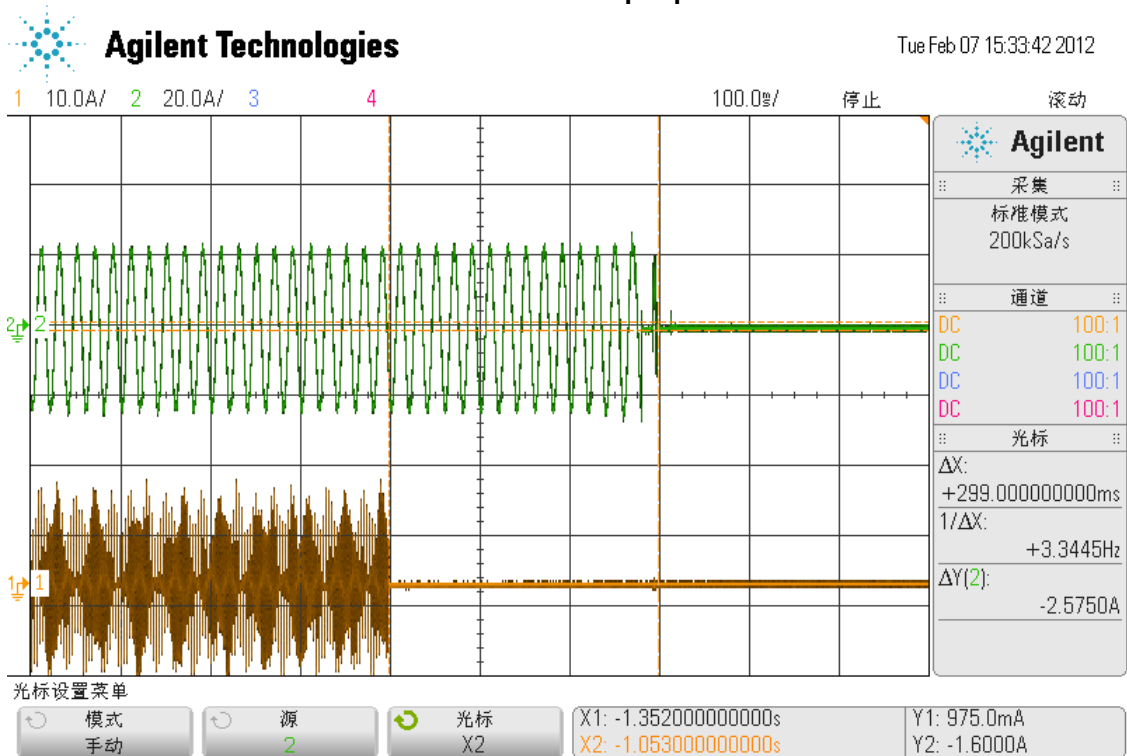 Agilent Technologies
Tue Feb 07 15:33:42 2012
1 10.0A/ 2 20.0A/ 3 4 100.0ms/ 停止 滚动
Agilent
采集
标准模式
200kSa/s
通道
DC 100:1
DC 100:1
DC 100:1
DC 100:1
光标
ΔX:
+299.000000000ms
1/ΔX:
+3.3445Hz
ΔY(2):
-2.5750A
2 2
1 1
光标设置菜单
模式
手动
源
2
光标
X2
X1: -1.352000000000s
X2: -1.053000000000s
Y1: 975.0mA
Y2: -1.6000A